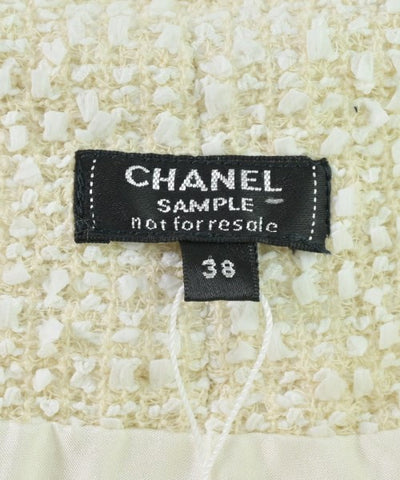 CHANEL
SAMPLE
not for resale
38